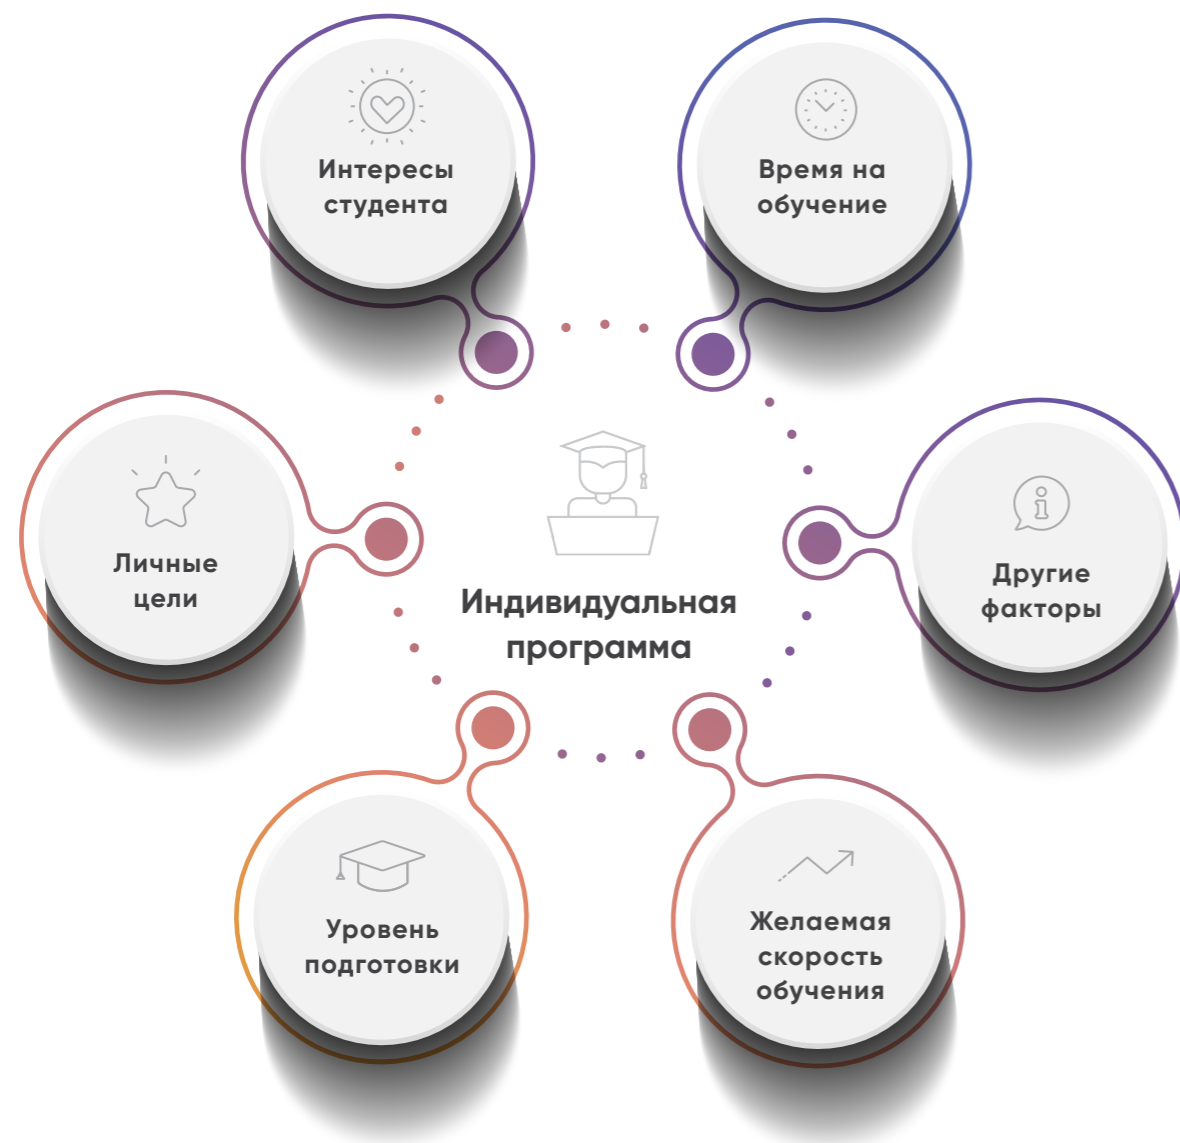 Интересы
студента
Время на
обучение
Личные
цели
Индивидуальная
программа
Другие
факторы
Уровень
подготовки
Желаемая
скорость
обучения